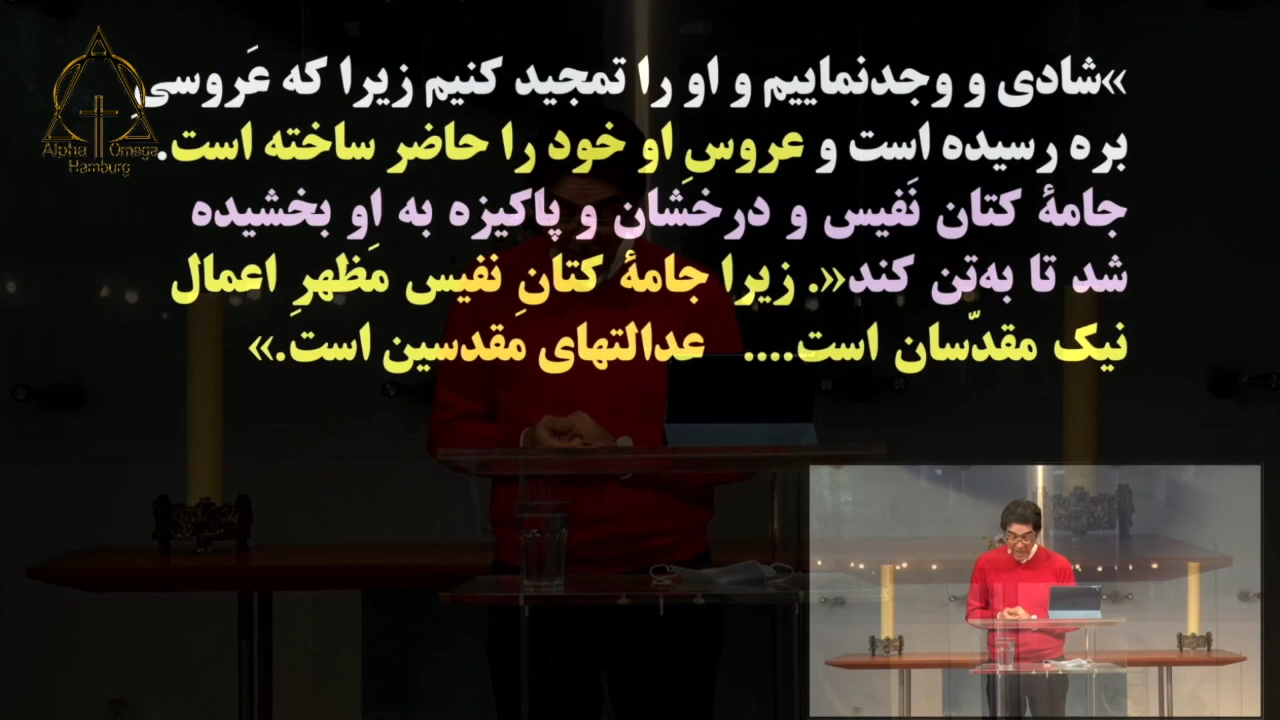 »شادی و وجدنماییم و او را تمجید کنیم زیرا که عَروسیِ
بره رسیده است و عروسِ او خود را حاضر ساخته است.
جامهٔ کتان نَفیس و درخشان و پاکیزه به او بخشیده
شد تا به‌تن کند«. زیرا جامهٔ کتانِ نفیس مَظهرِ اعمال
نیک مقدّسان است.... عدالتهای مقدسین است.»
Alpha Omega
Hamburg